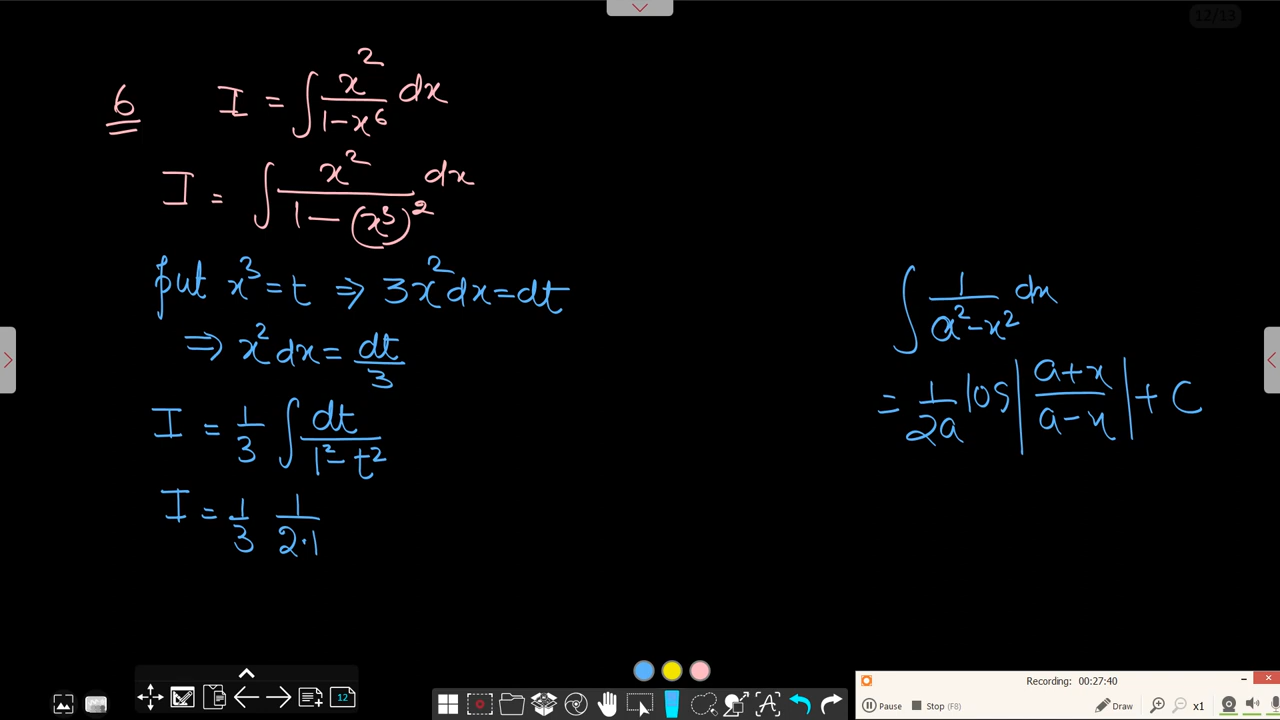 12/13
6 I = ∫ x²/(1-x⁶) dx
I = ∫ x²/(1-(x³)²) dx
put x³ = t ⇒ 3x²dx = dt
⇒ x²dx = dt/3
I = 1/3 ∫ dt/(1²-t²)
I = 1/3 1/(2·1)
∫ 1/(a²-x²) dx
= 1/(2a) log |(a+x)/(a-x)| + C
12
Recording: 00:27:40
Pause Stop (F8) Draw x1